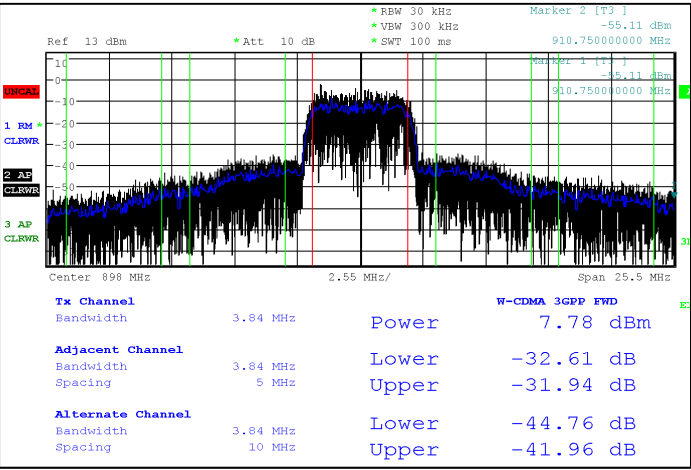 * RBW 30 kHz
Marker 2 [T3 ]
* VBW 300 kHz
-55.11 dBm
Ref 13 dBm
* Att 10 dB
* SWT 100 ms
910.750000000 MHz
10
Marker 1 [T3 ]
0
-55.11 dBm
UNCAL
-10
910.750000000 MHz
1 RM *
CLRWR
-20
-30
-40
2 AP
CLRWR
-50
3 AP
CLRWR
Center 898 MHz
2.55 MHz/
Span 25.5 MHz
Tx Channel
W-CDMA 3GPP FWD
Bandwidth 3.84 MHz
Power 7.78 dBm
Adjacent Channel
Bandwidth 3.84 MHz
Lower -32.61 dB
Spacing 5 MHz
Upper -31.94 dB
Alternate Channel
Bandwidth 3.84 MHz
Lower -44.76 dB
Spacing 10 MHz
Upper -41.96 dB